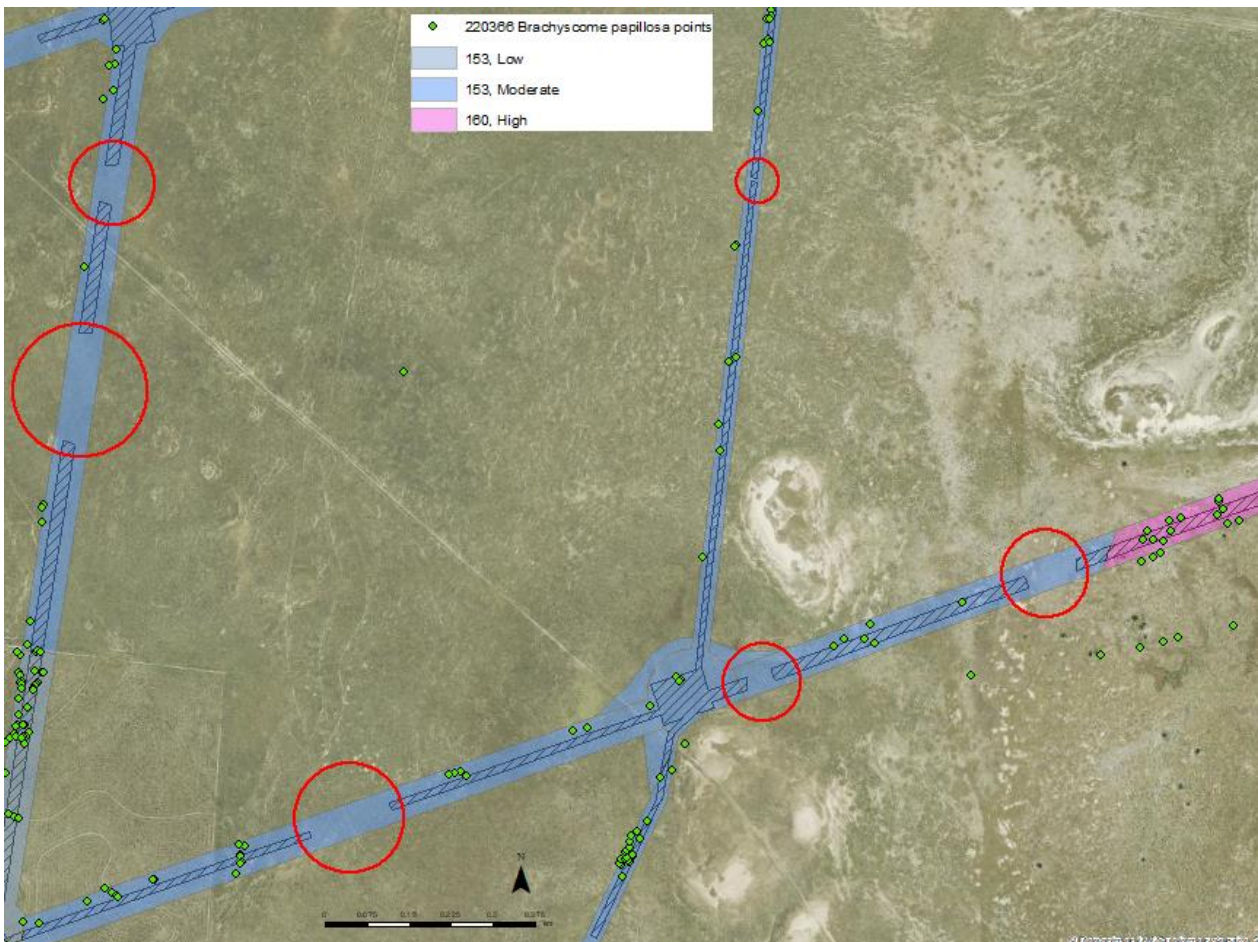 220366 Brachyscome papillosa points
153, Low
153, Moderate
160, High
N
0 0.075 0.15 0.225 0.3 0.375